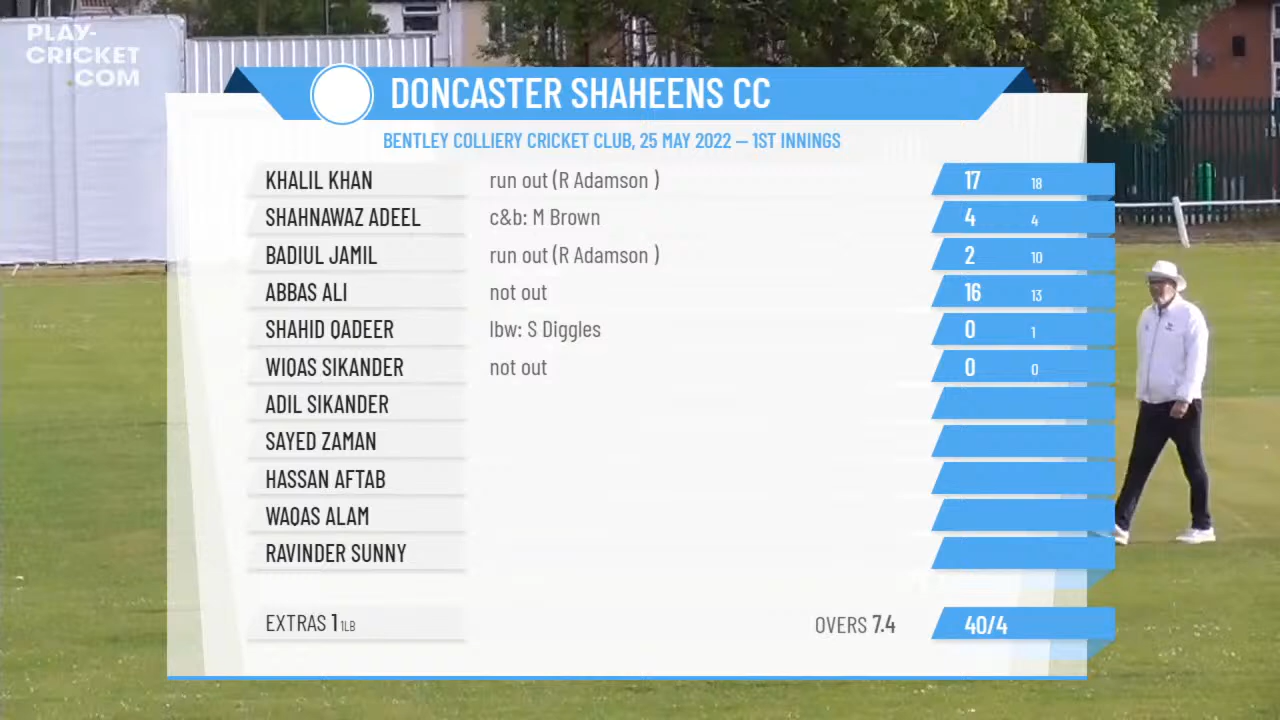 PLAY-
CRICKET
.COM
DONCASTER SHAHEENS CC
BENTLEY COLLIERY CRICKET CLUB, 25 MAY 2022 – 1ST INNINGS
KHALIL KHAN run out (R Adamson ) 17 18
SHAHNAWAZ ADEEL c&b: M Brown 4 4
BADIUL JAMIL run out (R Adamson ) 2 10
ABBAS ALI not out 16 13
SHAHID QADEER lbw: S Diggles 0 1
WIQAS SIKANDER not out 0 0
ADIL SIKANDER
SAYED ZAMAN
HASSAN AFTAB
WAQAS ALAM
RAVINDER SUNNY
EXTRAS 1 1LB OVERS 7.4 40/4